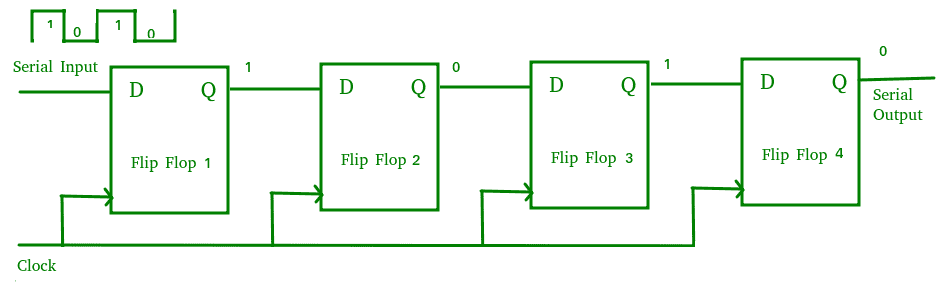 1 0 1 0
Serial Input
1
0
1
0
D Q
D Q
D Q
D Q
Serial
Output
Flip Flop 1
Flip Flop 2
Flip Flop 3
Flip Flop 4
Clock